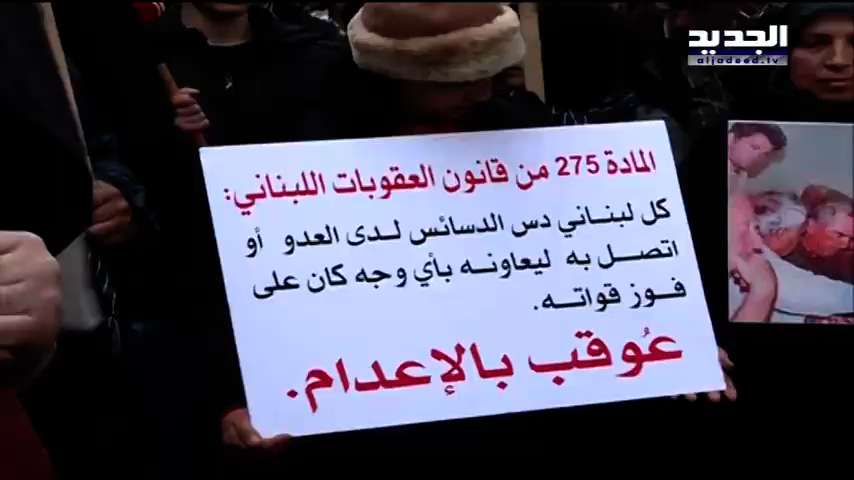 الجديد
aljadeed.tv
المادة 275 من قانون العقوبات اللبناني:
كل لبناني دس الدسائس لدى العدو أو
اتصل به ليعاونه بأي وجه كان على
فوز قواته.
عُوقب بالإعدام.